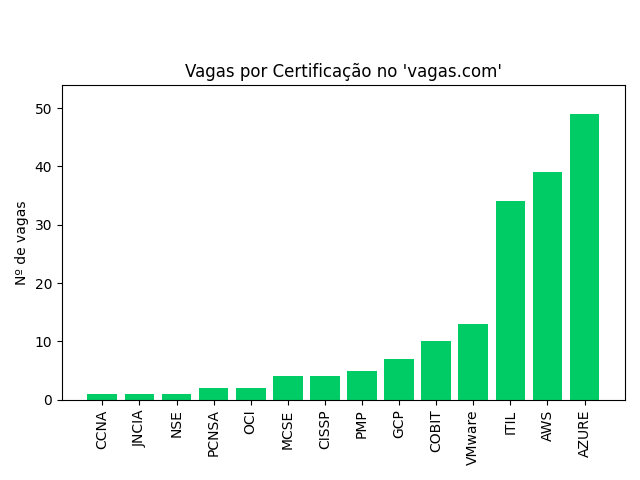 Vagas por Certificação no 'vagas.com'
Nº de vagas
50
40
30
20
10
0
CCNA
JNCIA
NSE
PCNSA
OCI
MCSE
CISSP
PMP
GCP
COBIT
VMware
ITIL
AWS
AZURE